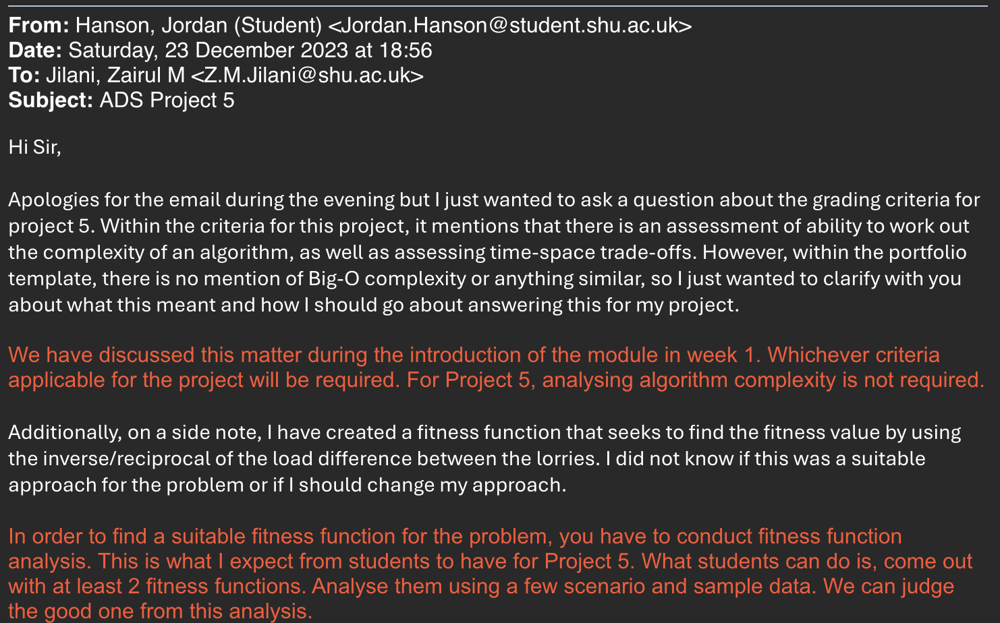 From: Hanson, Jordan (Student) <Jordan.Hanson@student.shu.ac.uk>
Date: Saturday, 23 December 2023 at 18:56
To: Jilani, Zairul M <Z.M.Jilani@shu.ac.uk>
Subject: ADS Project 5
Hi Sir,
Apologies for the email during the evening but I just wanted to ask a question about the grading criteria for
project 5. Within the criteria for this project, it mentions that there is an assessment of ability to work out
the complexity of an algorithm, as well as assessing time-space trade-offs. However, within the portfolio
template, there is no mention of Big-O complexity or anything similar, so I just wanted to clarify with you
about what this meant and how I should go about answering this for my project.
We have discussed this matter during the introduction of the module in week 1. Whichever criteria
applicable for the project will be required. For Project 5, analysing algorithm complexity is not required.
Additionally, on a side note, I have created a fitness function that seeks to find the fitness value by using
the inverse/reciprocal of the load difference between the lorries. I did not know if this was a suitable
approach for the problem or if I should change my approach.
In order to find a suitable fitness function for the problem, you have to conduct fitness function
analysis. This is what I expect from students to have for Project 5. What students can do is, come out
with at least 2 fitness functions. Analyse them using a few scenario and sample data. We can judge
the good one from this analysis.